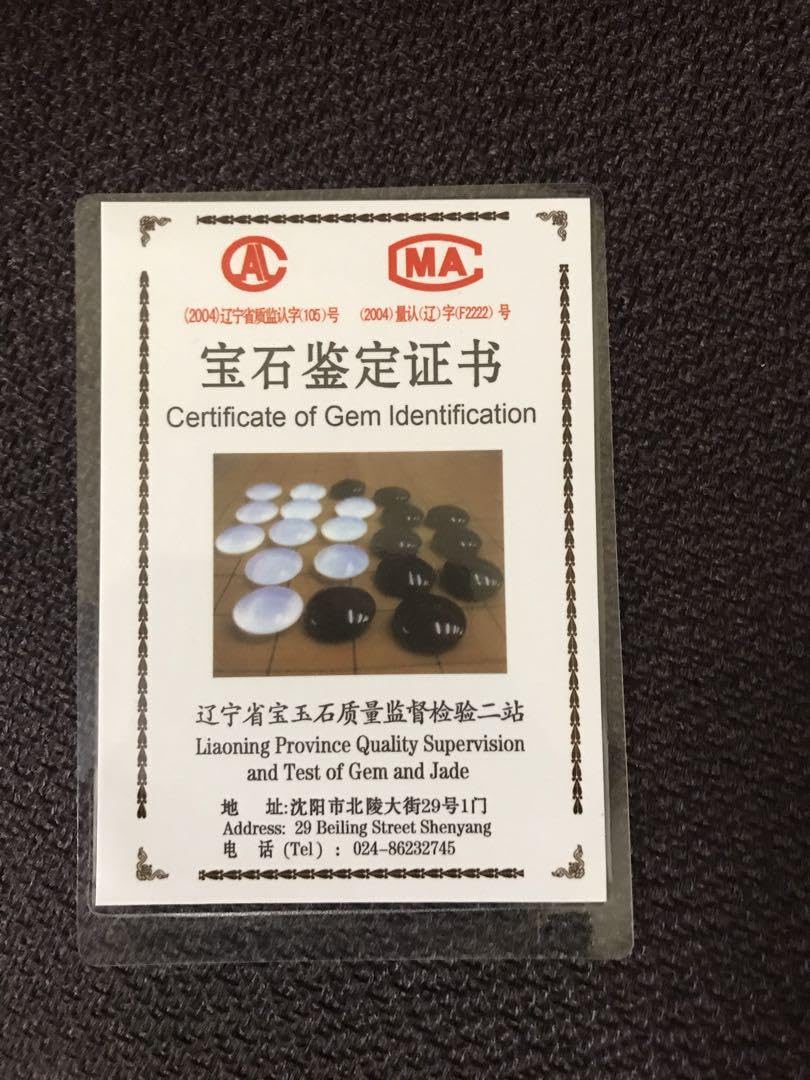 CAL
CMA
(2004)辽宁省质监认字(105)号
(2004)量认(辽)字(F2222) 号
宝石鉴定证书
Certificate of Gem Identification
辽宁省宝玉石质量监督检验二站
Liaoning Province Quality Supervision
and Test of Gem and Jade
地 址:沈阳市北陵大街29号1门
Address: 29 Beiling Street Shenyang
电 话 (Tel) : 024-86232745